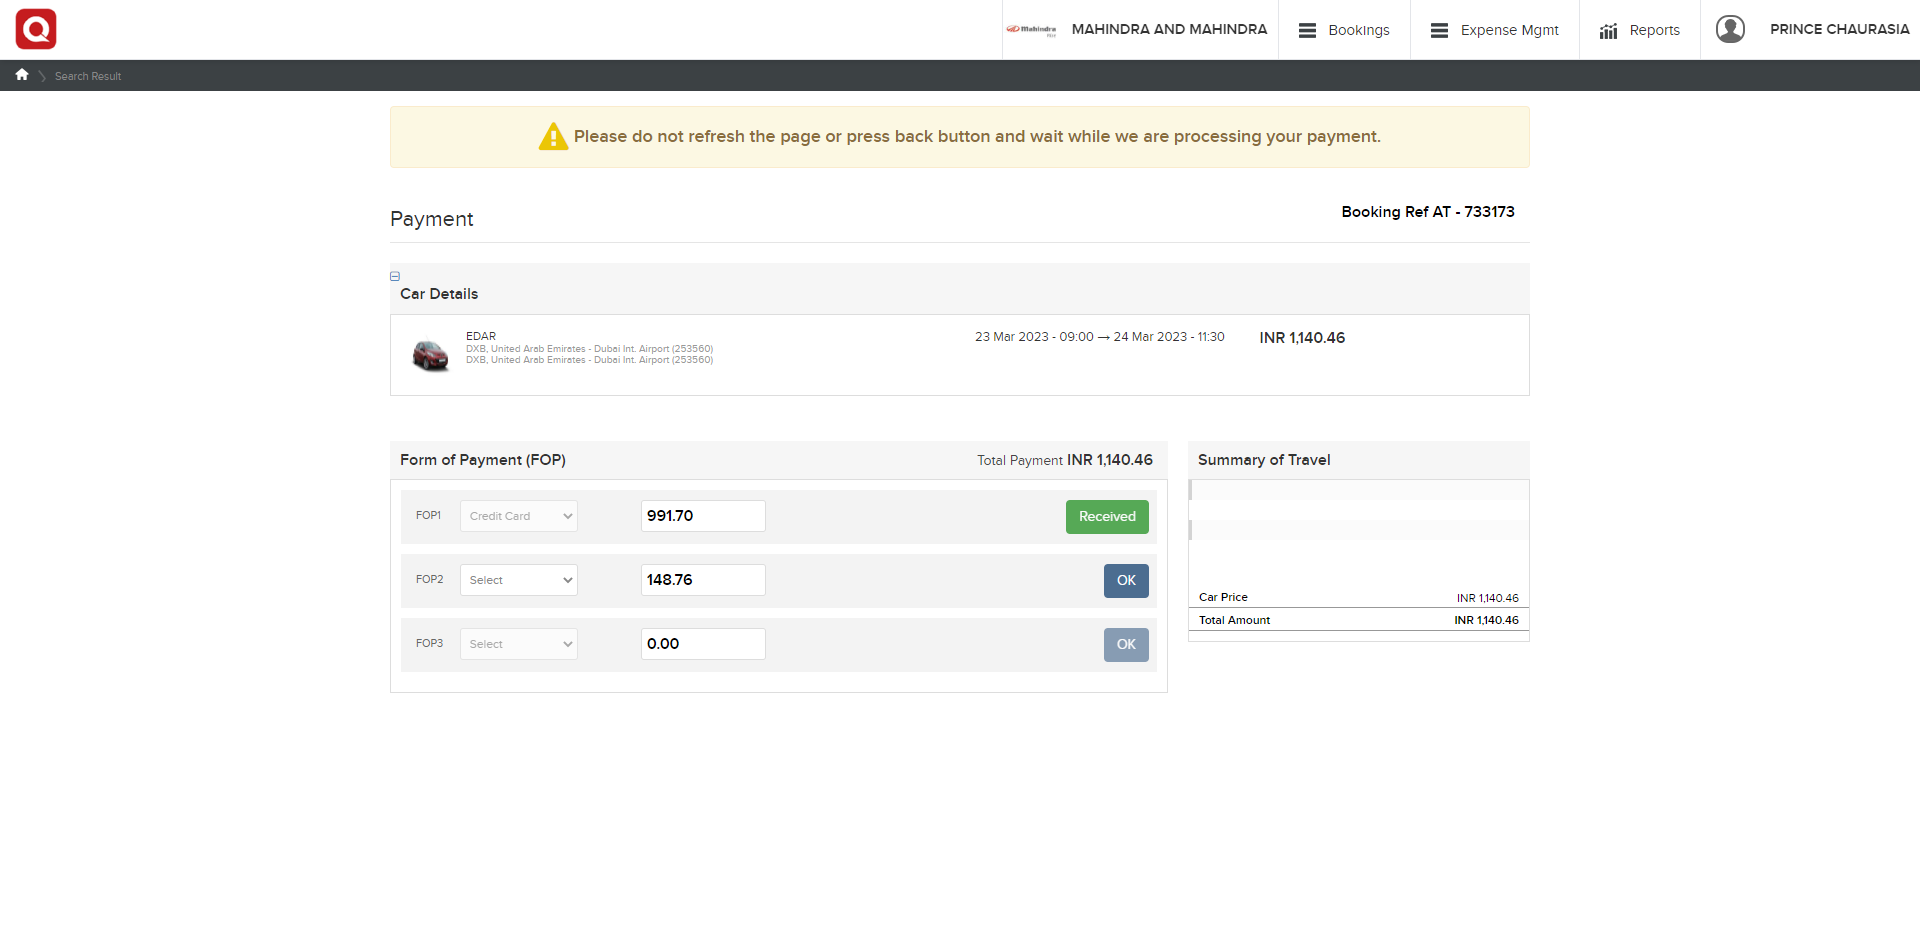 Q
Mahindra
MAHINDRA AND MAHINDRA
Bookings
Expense Mgmt
Reports
PRINCE CHAURASIA
Search Result
Please do not refresh the page or press back button and wait while we are processing your payment.
Payment
Booking Ref AT - 733173
Car Details
EDAR
DXB, United Arab Emirates - Dubai Int. Airport (253560)
DXB, United Arab Emirates - Dubai Int. Airport (253560)
23 Mar 2023 - 09:00 → 24 Mar 2023 - 11:30
INR 1,140.46
Form of Payment (FOP)
Total Payment INR 1,140.46
FOP1
Credit Card
991.70
Received
FOP2
Select
148.76
OK
FOP3
Select
0.00
OK
Summary of Travel
Car Price
INR 1,140.46
Total Amount
INR 1,140.46